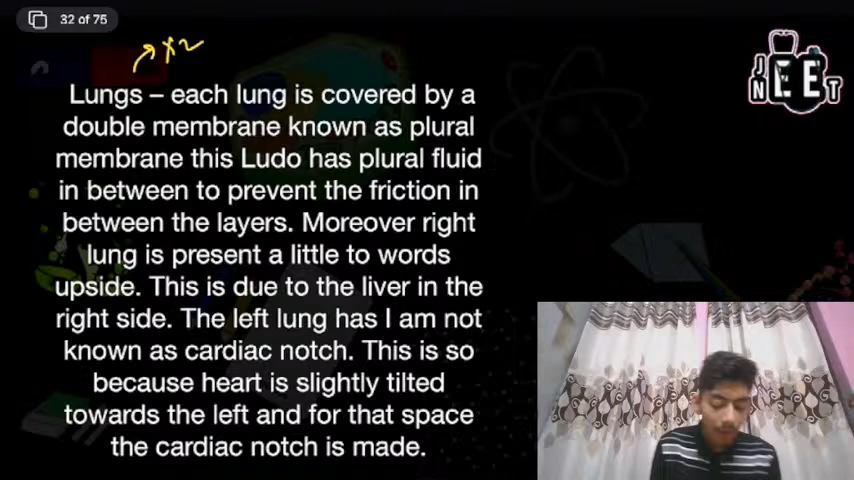 32 of 75
x2
JEE
NEET
Lungs – each lung is covered by a
double membrane known as plural
membrane this Ludo has plural fluid
in between to prevent the friction in
between the layers. Moreover right
lung is present a little to words
upside. This is due to the liver in the
right side. The left lung has I am not
known as cardiac notch. This is so
because heart is slightly tilted
towards the left and for that space
the cardiac notch is made.